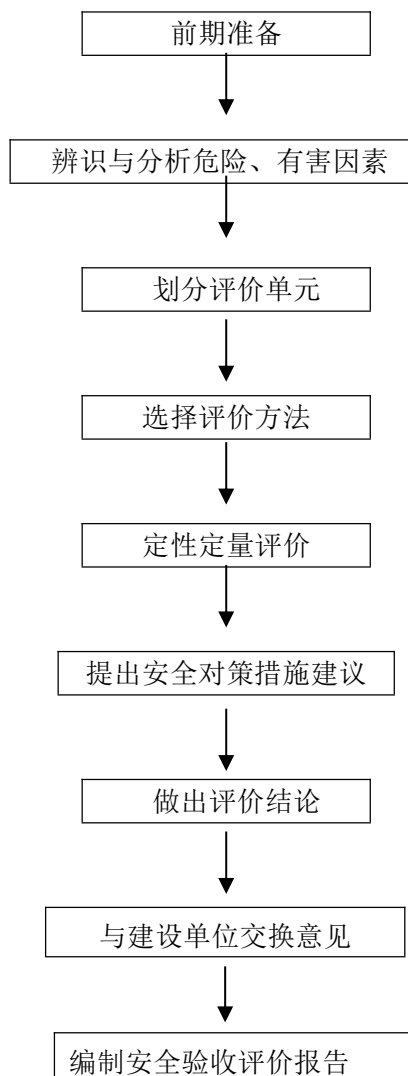 前期准备
辨识与分析危险、有害因素
划分评价单元
选择评价方法
定性定量评价
提出安全对策措施建议
做出评价结论
与建设单位交换意见
编制安全验收评价报告